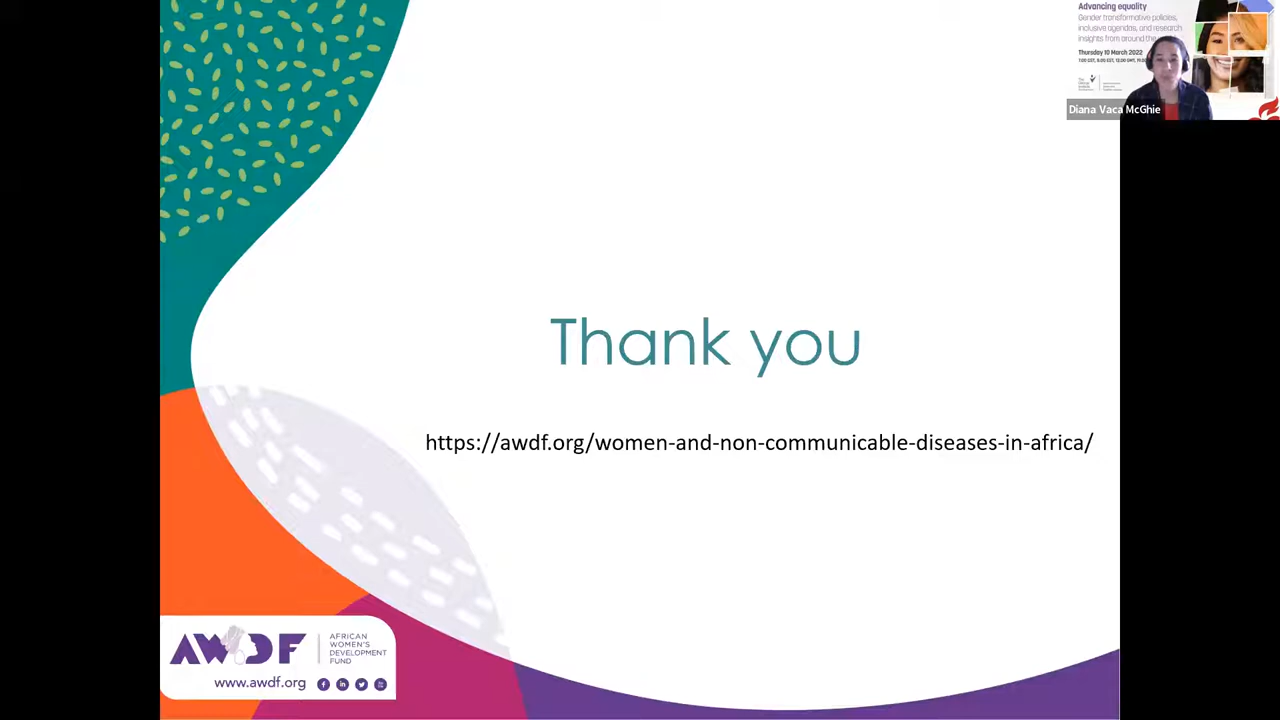 Advancing equality
Gender transformative policies,
inclusive agendas, and research
insights from around the
Thursday 10 March 2022
Diana Vaca McGhie
Thank you
https://awdf.org/women-and-non-communicable-diseases-in-africa/
AWDF
AFRICAN
WOMEN'S
DEVELOPMENT
FUND
www.awdf.org